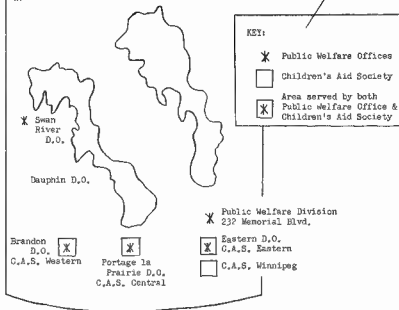 KEY:
Public Welfare Offices
Children's Aid Society
Area served by both
Public Welfare Office &
Children's Aid Society
Swan
River
D.O.
Dauphin D.O.
Public Welfare Division
232 Memorial Blvd.
Brandon
D.O.
C.A.S. Western
Portage la
Prairie D.O.
C.A.S. Central
Eastern D.O.
C.A.S. Eastern
C.A.S. Winnipeg